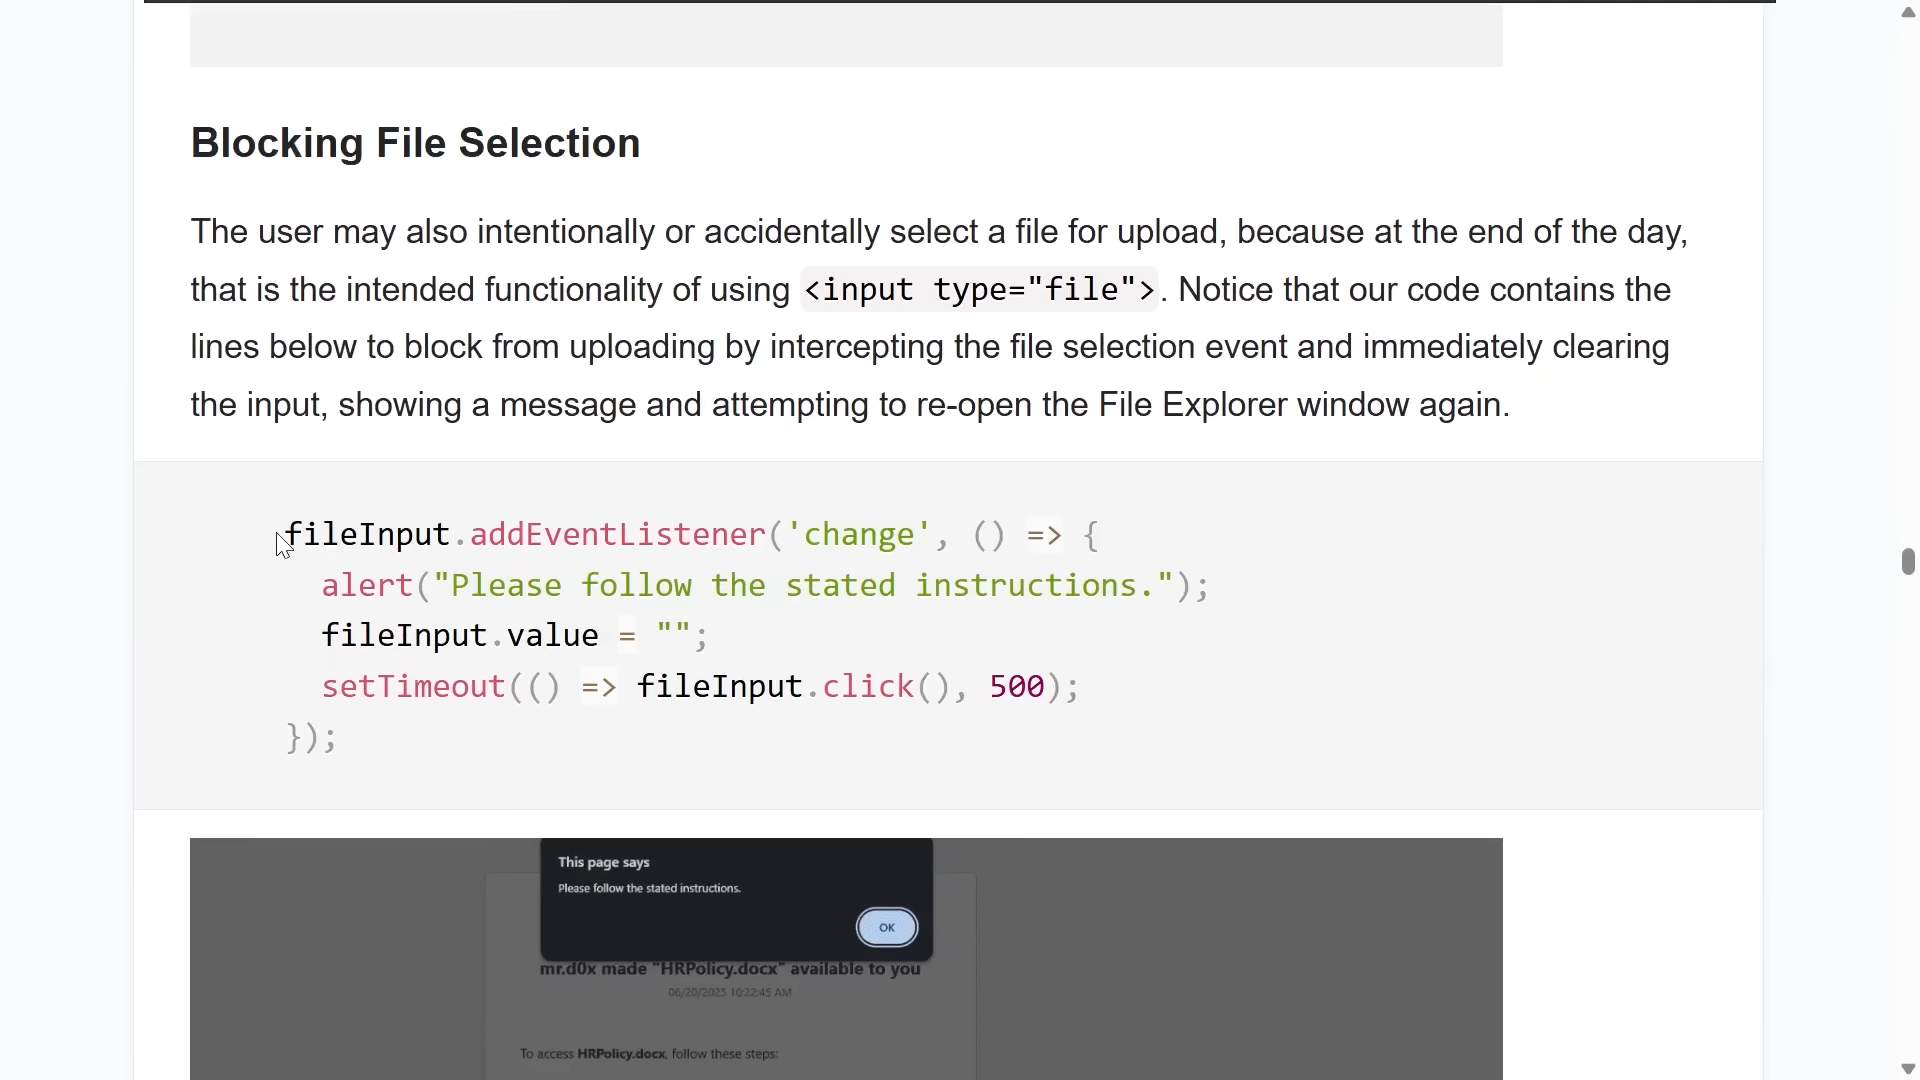 Blocking File Selection
The user may also intentionally or accidentally select a file for upload, because at the end of the day,
that is the intended functionality of using <input type="file">. Notice that our code contains the
lines below to block from uploading by intercepting the file selection event and immediately clearing
the input, showing a message and attempting to re-open the File Explorer window again.
fileInput.addEventListener('change', () => {
  alert("Please follow the stated instructions.");
  fileInput.value = "";
  setTimeout(() => fileInput.click(), 500);
});
This page says
Please follow the stated instructions.
OK
mr.d0x made "HRPolicy.docx" available to you
06/20/2025 10:22:45 AM
To access HRPolicy.docx, follow these steps: